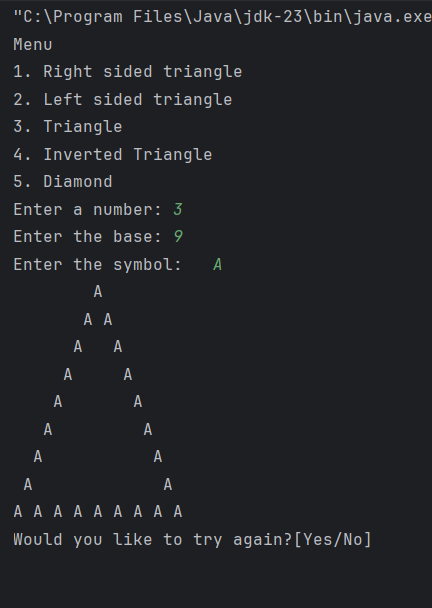 "C:\Program Files\Java\jdk-23\bin\java.exe
Menu
1. Right sided triangle
2. Left sided triangle
3. Triangle
4. Inverted Triangle
5. Diamond
Enter a number: 3
Enter the base: 9
Enter the symbol:   A
        A
       A A
      A   A
     A     A
    A       A
   A         A
  A           A
 A             A
A A A A A A A A A
Would you like to try again?[Yes/No]